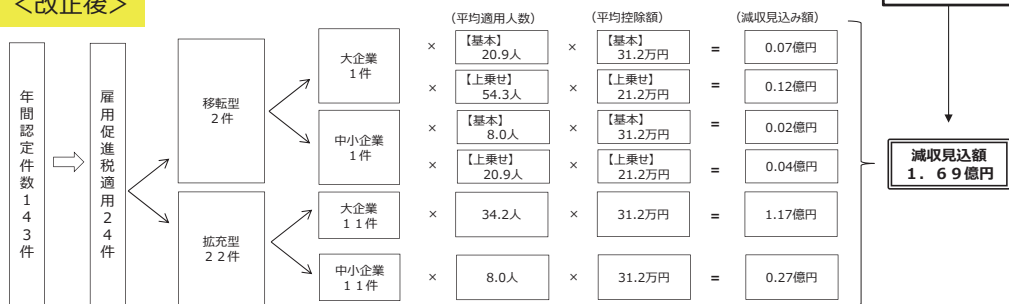 ＜改正後＞
（平均適用人数）
（平均控除額）
（減収見込み額）
年間認定件数143件
雇用促進税適用24件
移転型
2件
大企業
1件
×
【基本】
20.9人
×
【基本】
31.2万円
=
0.07億円
×
【上乗せ】
54.3人
×
【上乗せ】
21.2万円
=
0.12億円
中小企業
1件
×
【基本】
8.0人
×
【基本】
31.2万円
=
0.02億円
×
【上乗せ】
20.9人
×
【上乗せ】
21.2万円
=
0.04億円
拡充型
22件
大企業
11件
×
34.2人
×
31.2万円
=
1.17億円
中小企業
11件
×
8.0人
×
31.2万円
=
0.27億円
減収見込額
1．69億円